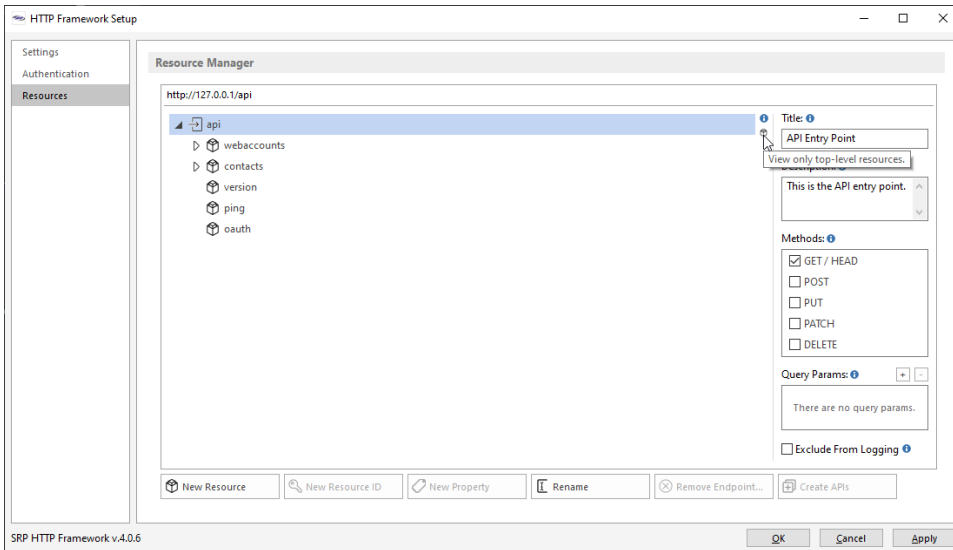 HTTP Framework Setup
Settings
Authentication
Resources
Resource Manager
http://127.0.0.1/api
api
webaccounts
contacts
version
ping
oauth
Title:
API Entry Point
View only top-level resources.
Description:
This is the API entry point.
Methods:
GET / HEAD
POST
PUT
PATCH
DELETE
Query Params:
+ -
There are no query params.
Exclude From Logging
New Resource
New Resource ID
New Property
Rename
Remove Endpoint...
Create APIs
SRP HTTP Framework v.4.0.6
OK
Cancel
Apply